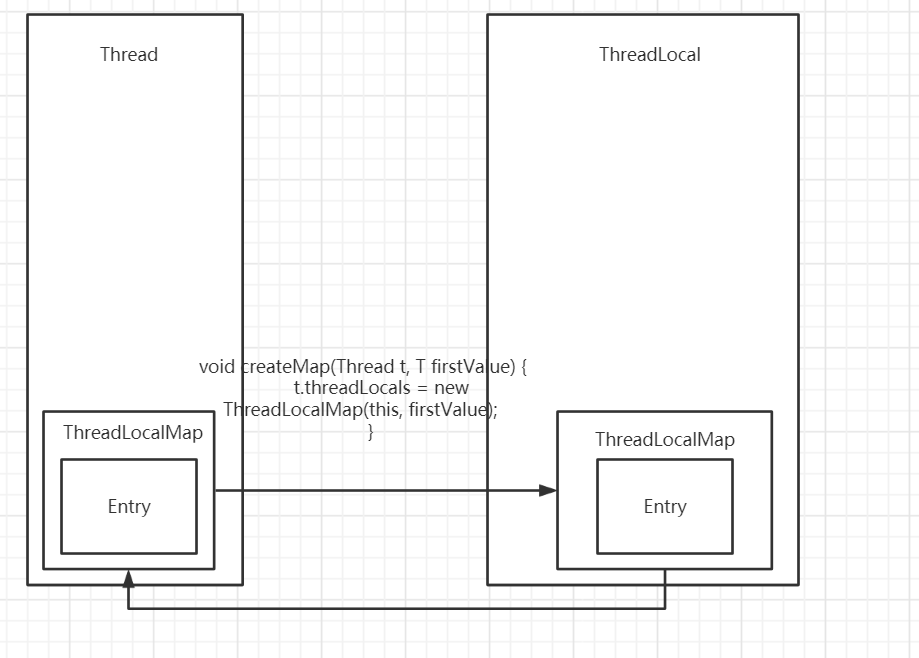 Thread
ThreadLocal
void createMap(Thread t, T firstValue) {
t.threadLocals = new
ThreadLocalMap(this, firstValue);
}
ThreadLocalMap
Entry
ThreadLocalMap
Entry